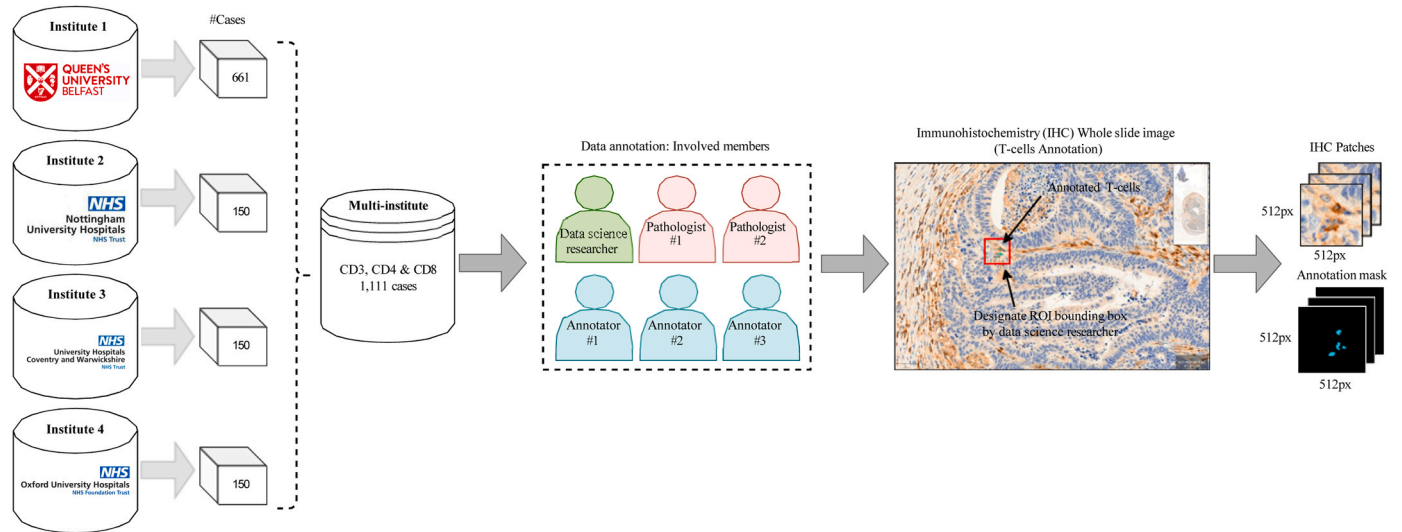 Institute 1
QUEEN'S
UNIVERSITY
BELFAST
#Cases
661
Institute 2
NHS
Nottingham
University Hospitals
NHS Trust
150
Institute 3
NHS
University Hospitals
Coventry and Warwickshire
NHS Trust
150
Institute 4
NHS
Oxford University Hospitals
NHS Foundation Trust
150
Multi-institute
CD3, CD4 & CD8
1,111 cases
Data annotation: Involved members
Data science
researcher
Pathologist
#1
Pathologist
#2
Annotator
#1
Annotator
#2
Annotator
#3
Immunohistochemistry (IHC) Whole slide image
(T-cells Annotation)
Annotated T-cells
Designate ROI bounding box
by data science researcher
IHC Patches
512px
512px
Annotation mask
512px
512px